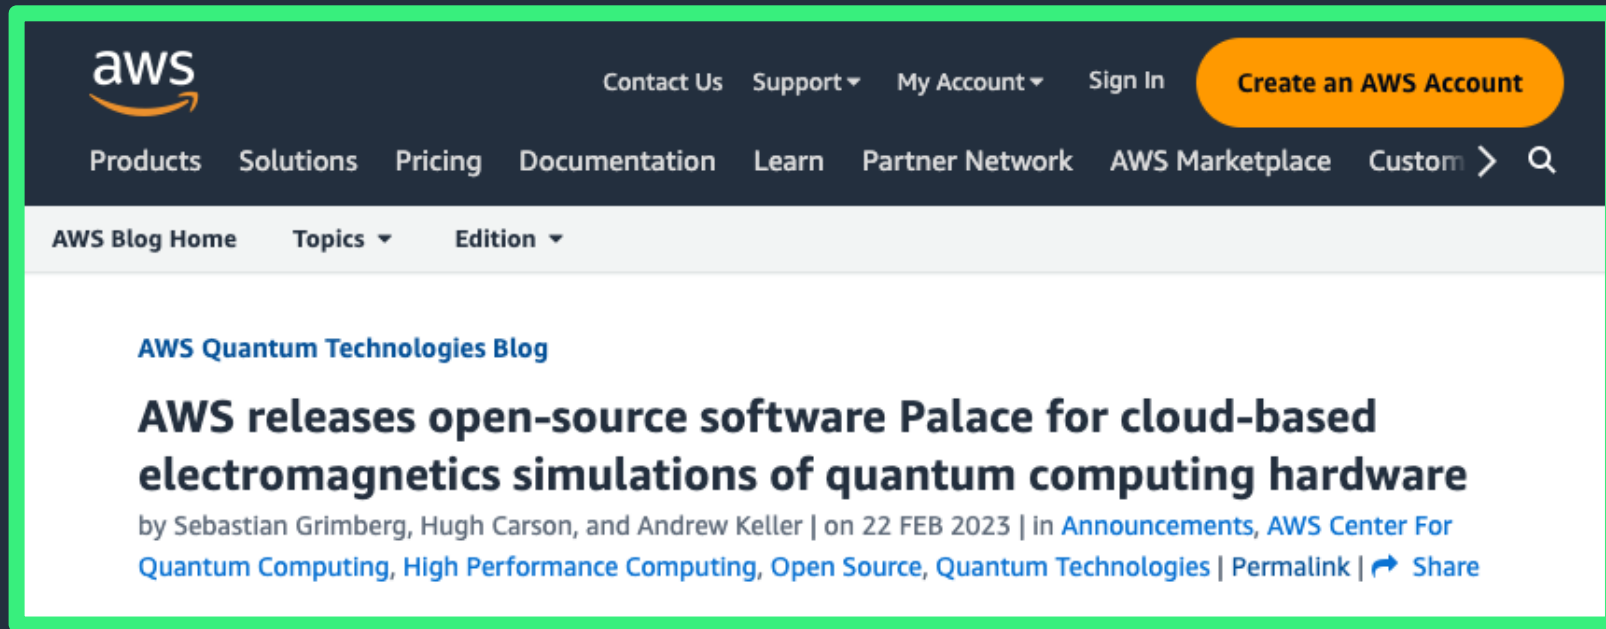 aws
Contact Us Support My Account Sign In Create an AWS Account
Products Solutions Pricing Documentation Learn Partner Network AWS Marketplace Custom
AWS Blog Home Topics Edition
AWS Quantum Technologies Blog
AWS releases open-source software Palace for cloud-based
electromagnetics simulations of quantum computing hardware
by Sebastian Grimberg, Hugh Carson, and Andrew Keller | on 22 FEB 2023 | in Announcements, AWS Center For
Quantum Computing, High Performance Computing, Open Source, Quantum Technologies | Permalink | Share